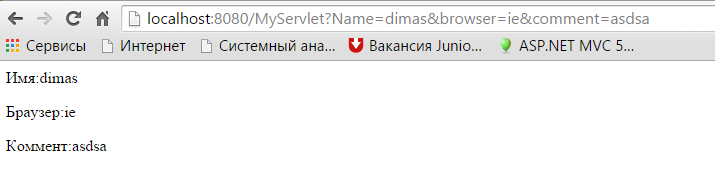 localhost:8080/MyServlet?Name=dimas&browser=ie&comment=asdsa
Сервисы Интернет Системный ана... Вакансия Junio... ASP.NET MVC 5...
Имя:dimas
Браузер:ie
Коммент:asdsa